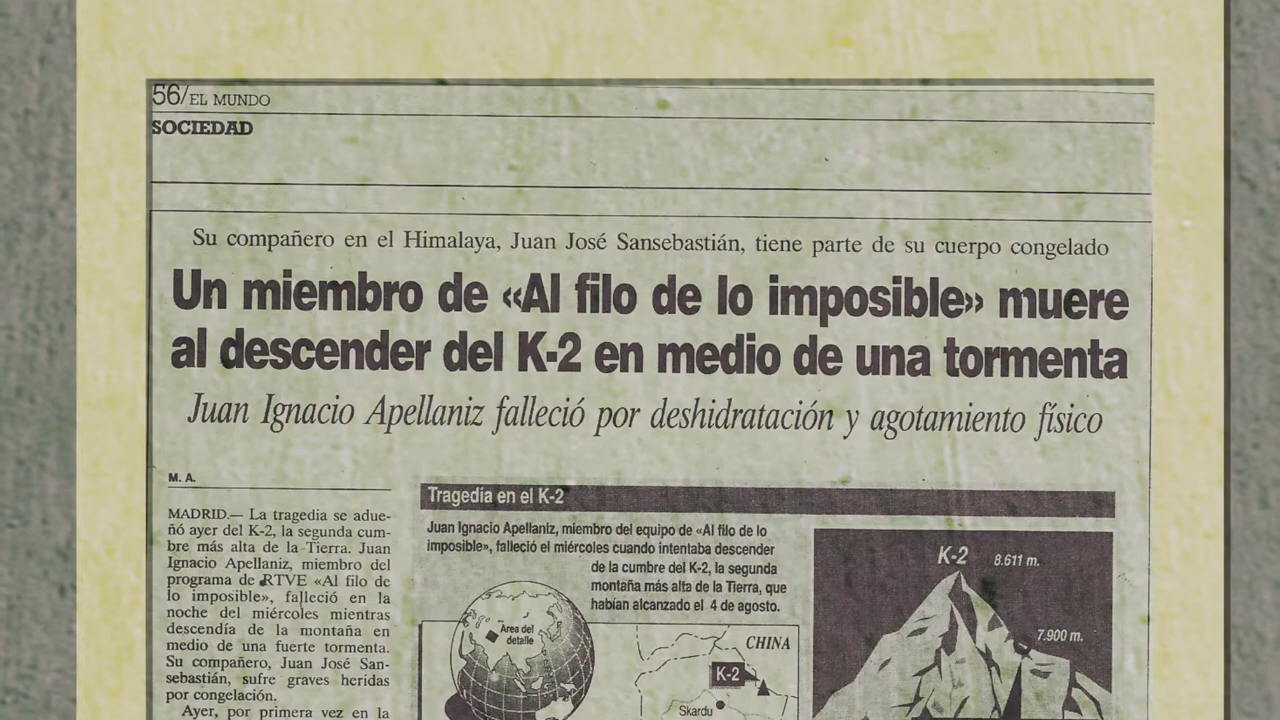 56/EL MUNDO
SOCIEDAD
Su compañero en el Himalaya, Juan José Sansebastián, tiene parte de su cuerpo congelado
Un miembro de «Al filo de lo imposible» muere
al descender del K-2 en medio de una tormenta
Juan Ignacio Apellaniz falleció por deshidratación y agotamiento físico
M. A.
MADRID.— La tragedia se adue-
ñó ayer del K-2, la segunda cum-
bre más alta de la Tierra. Juan
Ignacio Apellaniz, miembro del
programa de RTVE «Al filo de
lo imposible», falleció en la
noche del miércoles mientras
descendía de la montaña en
medio de una fuerte tormenta.
Su compañero, Juan José San-
sebastián, sufre graves heridas
por congelación.
Ayer, por primera vez en la
Tragedia en el K-2
Juan Ignacio Apellaniz, miembro del equipo de «Al filo de lo
imposible», falleció el miércoles cuando intentaba descender
de la cumbre del K-2, la segunda
montaña más alta de la Tierra, que
habían alcanzado el 4 de agosto.
Area del
detalle
CHINA
K-2
Skardu
K-2 8.611 m.
7.900 m.